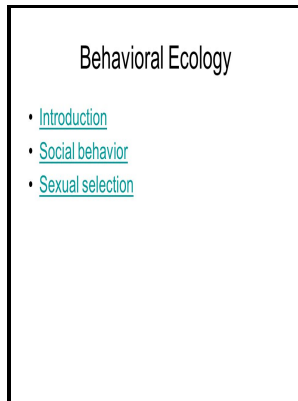 Behavioral Ecology
• Introduction
• Social behavior
• Sexual selection